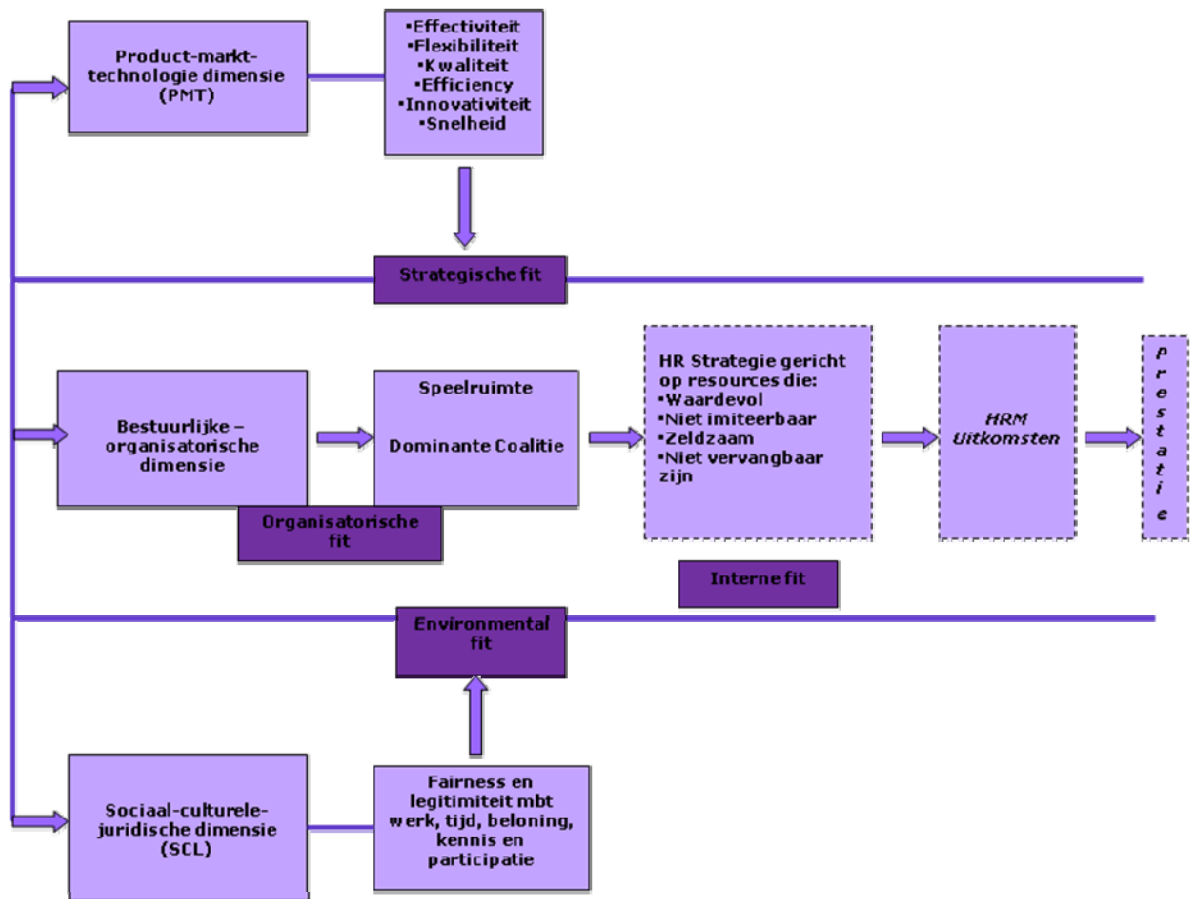 Product-markt-
technologie dimensie
(PMT)
▪Effectiviteit
▪Flexibiliteit
▪Kwaliteit
▪Efficiency
▪Innovativiteit
▪Snelheid
Strategische fit
Bestuurlijke –
organisatorische
dimensie
Speelruimte
Dominante Coalitie
HR Strategie gericht
op resources die:
▪Waardevol
▪Niet imiteerbaar
▪Zeldzaam
▪Niet vervangbaar
zijn
HRM
Uitkomsten
prestatie
Organisatorische
fit
Interne fit
Environmental
fit
Sociaal-culturele-
juridische dimensie
(SCL)
Fairness en
legitimiteit mbt
werk, tijd, beloning,
kennis en
participatie